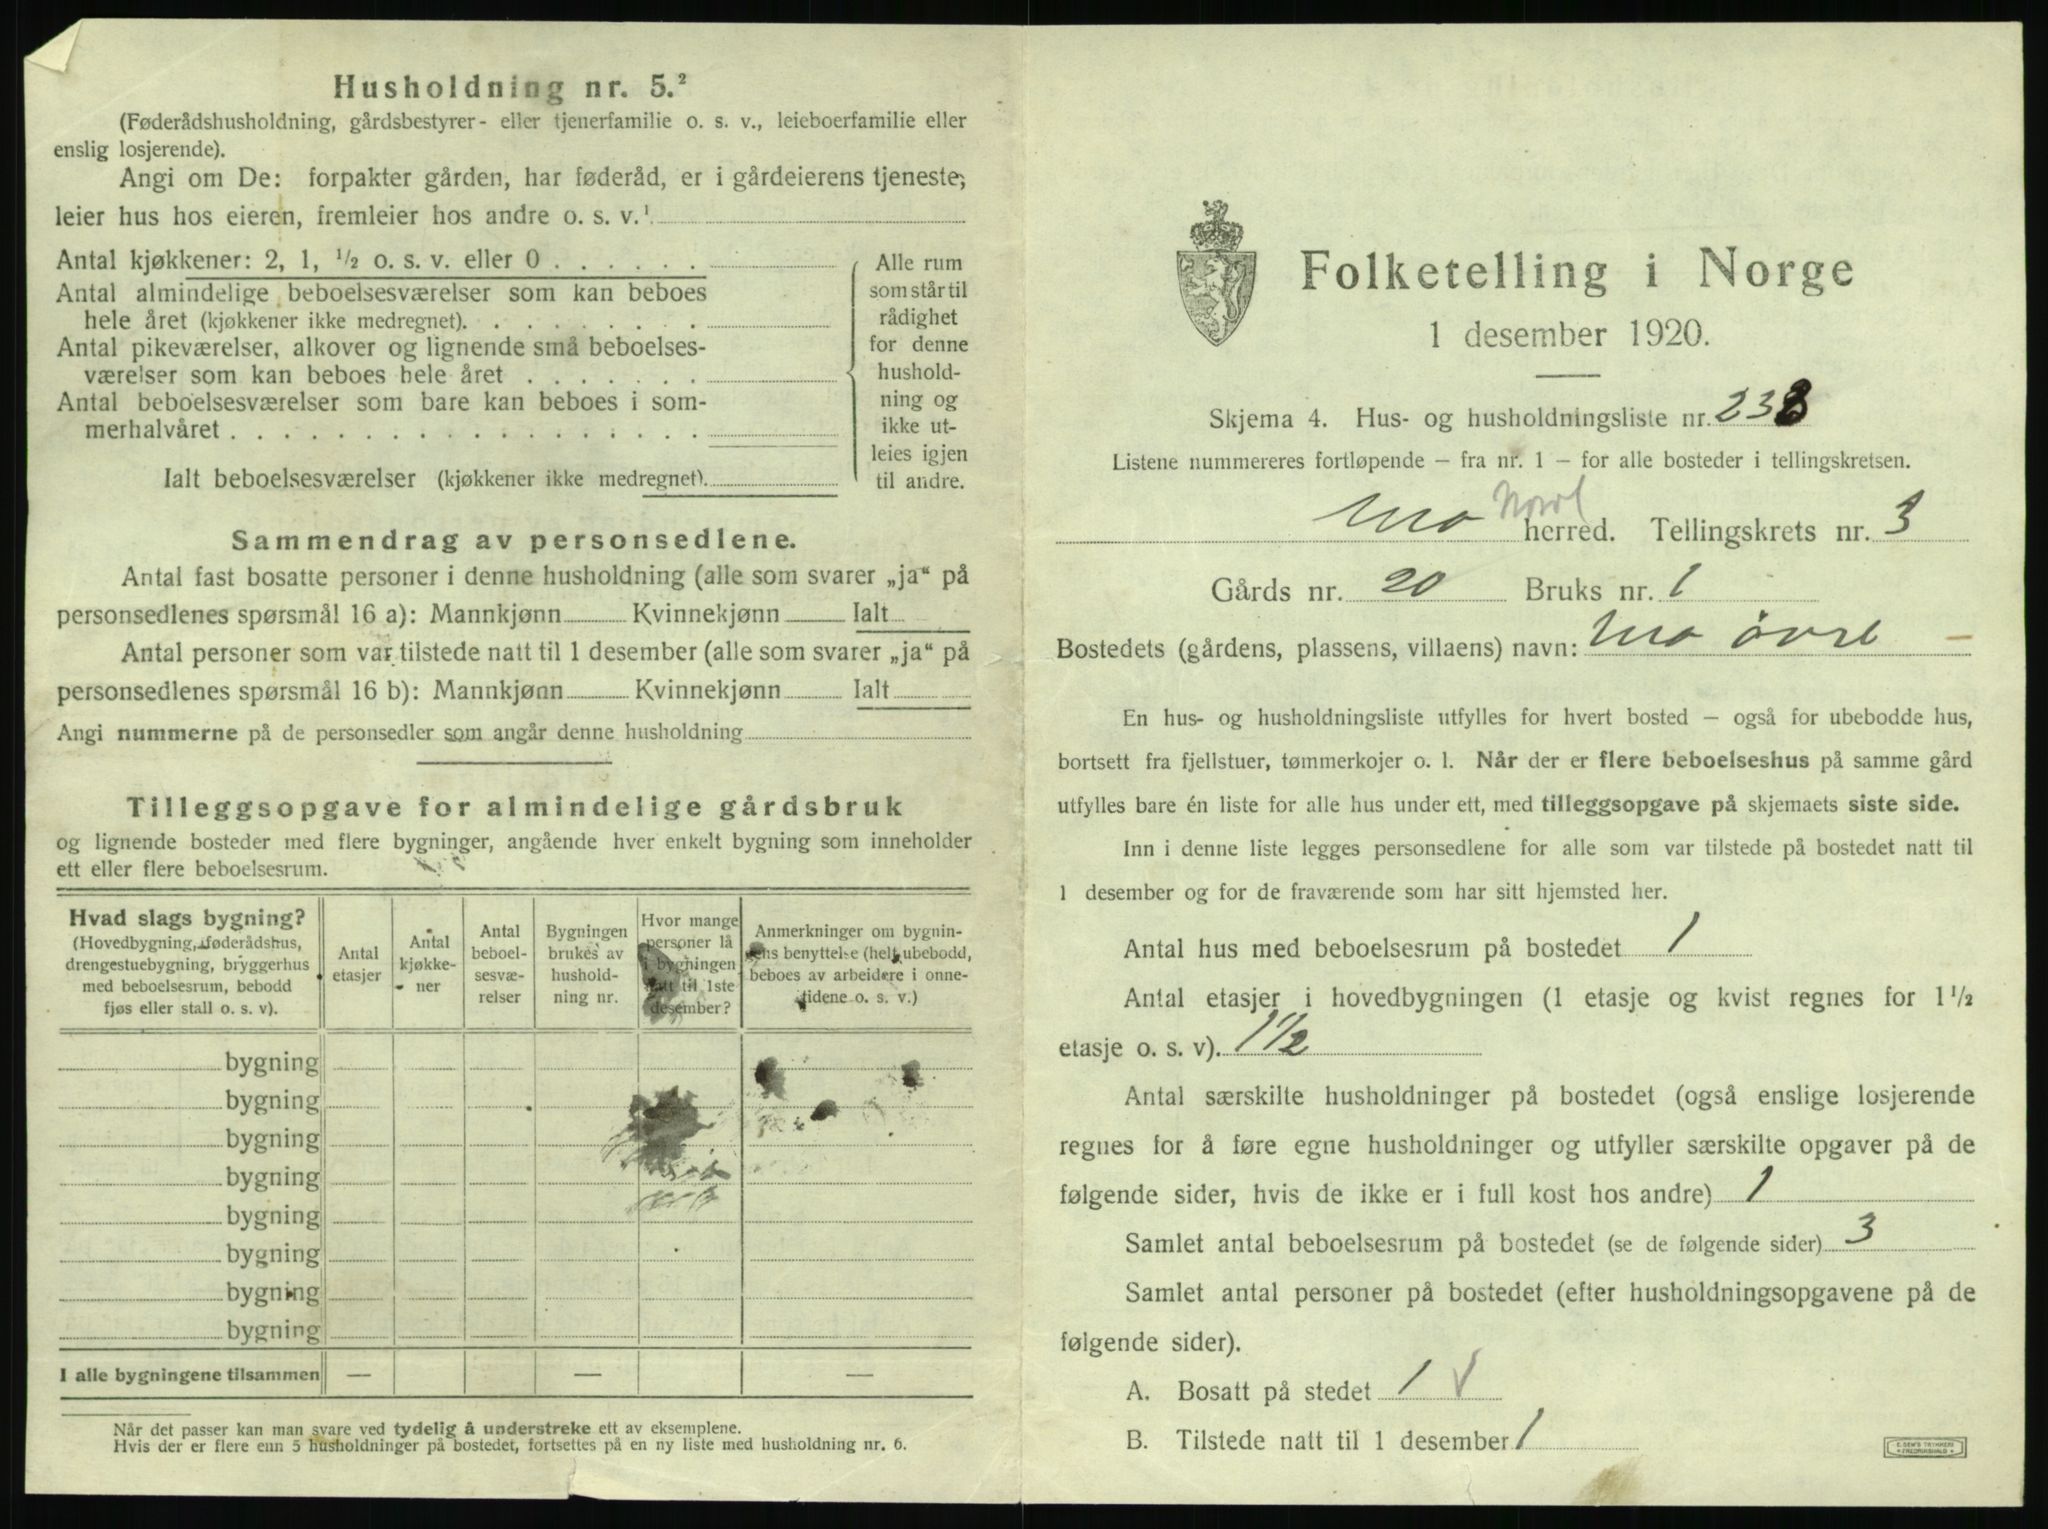 Husholdning nr. 5.²
(Føderådshusholdning, gårdsbestyrer- eller tjenerfamilie o. s. v., leieboerfamilie eller
enslig losjerende).
Angi om De: forpakter gården, har føderåd, er i gårdeierens tjeneste,
leier hus hos eieren, fremleier hos andre o. s. v.¹
Antal kjøkkener: 2, 1, ½ o. s. v. eller 0 . . . . . .
Antal almindelige beboelsesværelser som kan beboes
hele året (kjøkkener ikke medregnet). . . . . . . . .
Antal pikeværelser, alkover og lignende små beboelses-
værelser som kan beboes hele året . . . . . . .
Antal beboelsesværelser som bare kan beboes i som-
merhalvåret . . . . . . . . . . . . . . . . . .
Ialt beboelsesværelser (kjøkkener ikke medregnet).
Alle rum
som står til
rådighet
for denne
hushold-
ning og
ikke ut-
leies igjen
til andre.
Sammendrag av personsedlene.
Antal fast bosatte personer i denne husholdning (alle som svarer „ja“ på
personsedlenes spørsmål 16 a): Mannkjønn Kvinnekjønn Ialt
Antal personer som var tilstede natt til 1 desember (alle som svarer „ja“ på
personsedlenes spørsmål 16 b): Mannkjønn Kvinnekjønn Ialt
Angi nummerne på de personsedler som angår denne husholdning
Tilleggsopgave for almindelige gårdsbruk
og lignende bosteder med flere bygninger, angående hver enkelt bygning som inneholder
ett eller flere beboelsesrum.
Hvad slags bygning?
(Hovedbygning, føderådshus,
drengestuebygning, bryggerhus
med beboelsesrum, bebodd
fjøs eller stall o. s. v).
Antal
etasjer
Antal
kjøkke-
ner
Antal
beboel-
sesvæ-
relser
Bygningen
brukes av
hushold-
ning nr.
Hvor mange
personer lå
i bygningen
natt til 1ste
desember?
Anmerkninger om bygnin-
gens benyttelse (helt ubebodd,
beboes av arbeidere i onne-
tidene o. s. v.)
bygning
bygning
bygning
bygning
bygning
bygning
bygning
bygning
I alle bygningene tilsammen — — —
Når det passer kan man svare ved tydelig å understreke ett av eksemplene.
Hvis der er flere enn 5 husholdninger på bostedet, fortsettes på en ny liste med husholdning nr. 6.
Folketelling i Norge
1 desember 1920.
Skjema 4. Hus- og husholdningsliste nr. 23
Listene nummereres fortløpende – fra nr. 1 – for alle bosteder i tellingskretsen.
Nord
Mo herred. Tellingskrets nr. 3
Gårds nr. 20 Bruks nr. 1
Bostedets (gårdens, plassens, villaens) navn: Mo øvre
En hus- og husholdningsliste utfylles for hvert bosted – også for ubebodde hus,
bortsett fra fjellstuer, tømmerkojer o. l. Når der er flere beboelseshus på samme gård
utfylles bare én liste for alle hus under ett, med tilleggsopgave på skjemaets siste side.
Inn i denne liste legges personsedlene for alle som var tilstede på bostedet natt til
1 desember og for de fraværende som har sitt hjemsted her.
Antal hus med beboelsesrum på bostedet 1
Antal etasjer i hovedbygningen (1 etasje og kvist regnes for 1½
etasje o. s. v). 1½
Antal særskilte husholdninger på bostedet (også enslige losjerende
regnes for å føre egne husholdninger og utfyller særskilte opgaver på de
følgende sider, hvis de ikke er i full kost hos andre) 1
Samlet antal beboelsesrum på bostedet (se de følgende sider) 3
Samlet antal personer på bostedet (efter husholdningsopgavene på de
følgende sider).
A. Bosatt på stedet 1 V
B. Tilstede natt til 1 desember 1
E. SEM'S TRYKKERI
FREDRIKSHALD